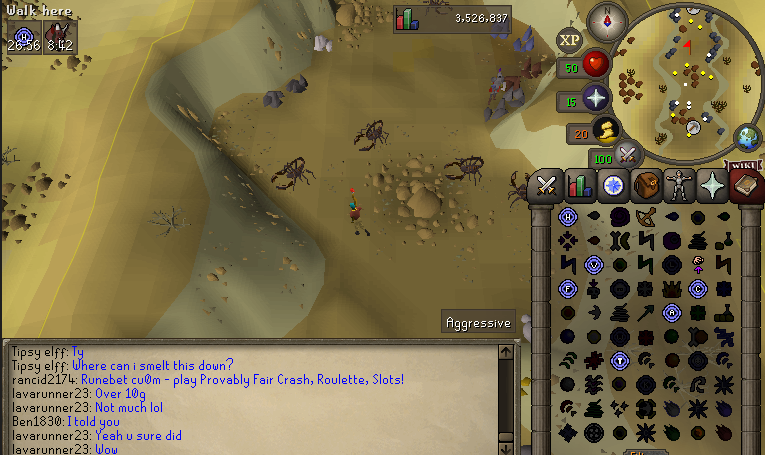 Walk here
26:56 8:42
3,526,837
N
XP
50
15
20
100
WIKI
H
V
F C
A
T
Aggressive
Tipsy elff: Ty
Tipsy elff: Where can i smelt this down?
rancid2174: Runebet cu0m - play Provably Fair Crash, Roulette, Slots!
lavarunner23: Over 10g
lavarunner23: Not much lol
Ben1830: I told you
lavarunner23: Yeah u sure did
lavarunner23: Wow